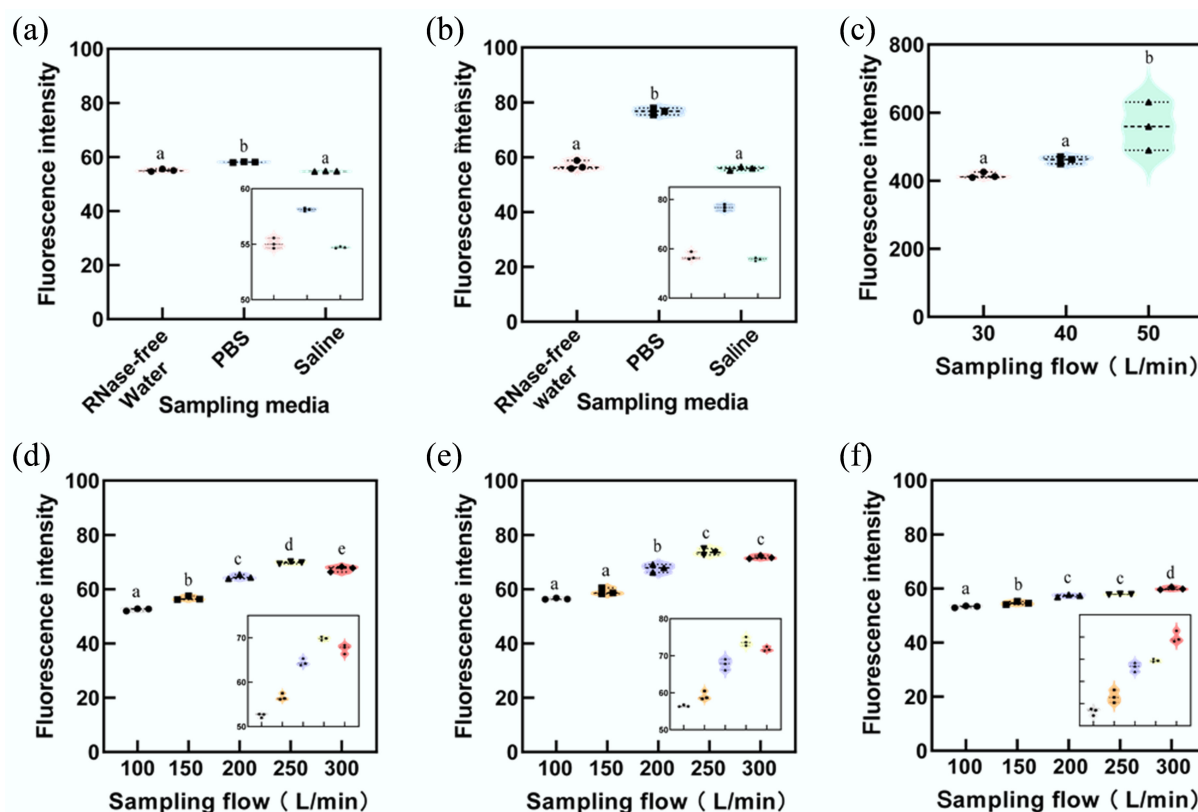 (a)
Fluorescence intensity
100
80
60
40
20
0
a
b
a
60
55
50
RNase-free
Water
PBS
Saline
Sampling media
(b)
Fluorescence intensity
100
80
60
40
20
0
a
b
a
80
60
40
RNase-free
water
PBS
Saline
Sampling media
(c)
Fluorescence intensity
800
600
400
200
0
a
a
b
30 40 50
Sampling flow ( L/min)
(d)
Fluorescence intensity
100
80
60
40
20
0
a
b
c
d
e
70
60
50
100 150 200 250 300
Sampling flow ( L/min)
(e)
Fluorescence intensity
100
80
60
40
20
0
a
a
b
c
c
80
70
60
50
100 150 200 250 300
Sampling flow ( L/min)
(f)
Fluorescence intensity
100
80
60
40
20
0
a
b
c
c
d
100 150 200 250 300
Sampling flow ( L/min)